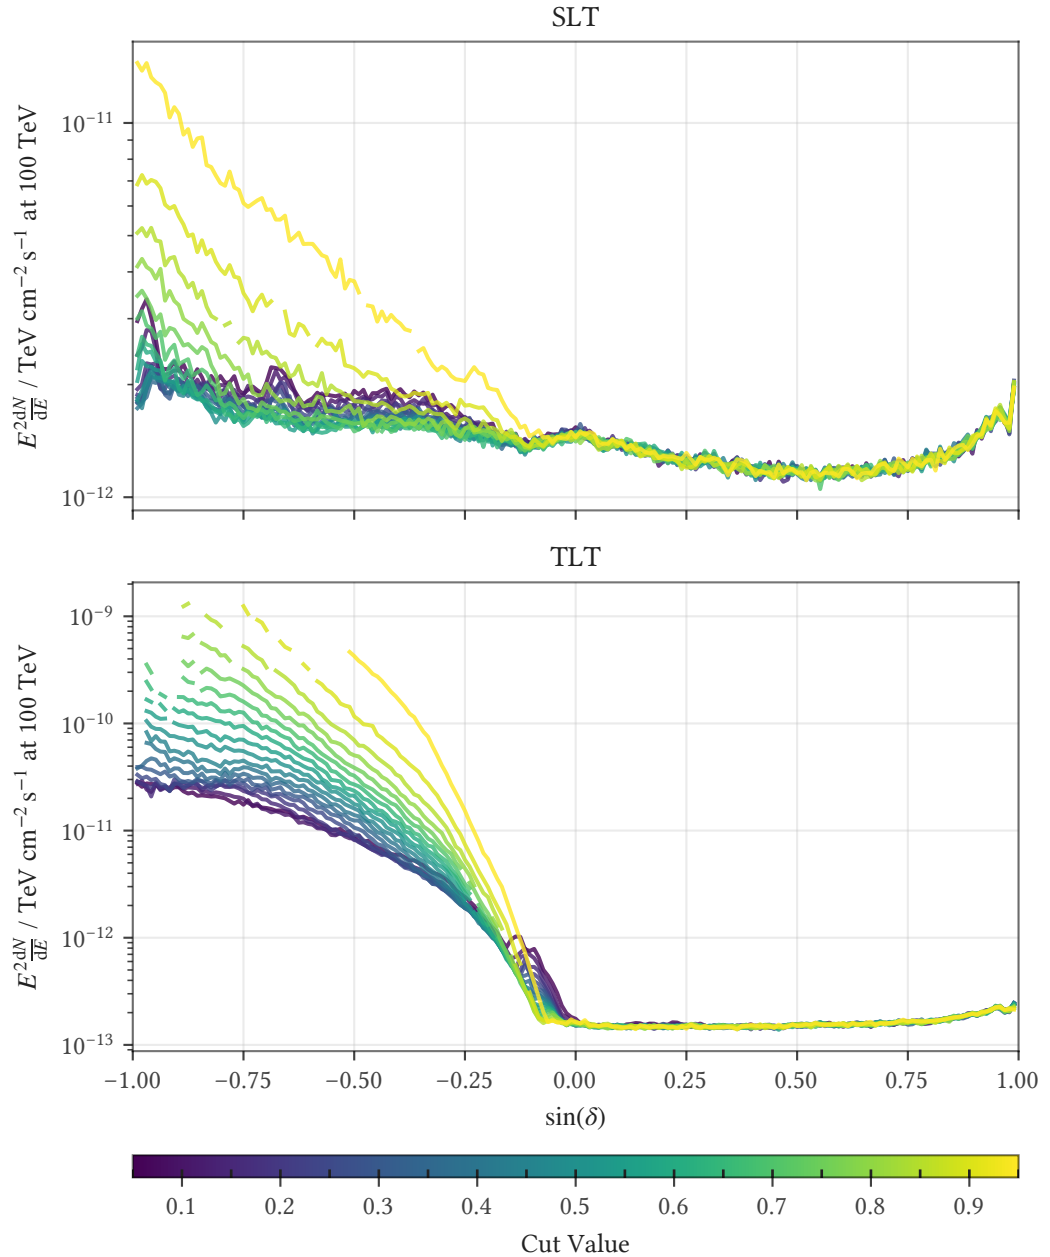 SLT
10⁻¹¹
10⁻¹²
E² dN/dE / TeV cm⁻² s⁻¹ at 100 TeV
TLT
10⁻⁹
10⁻¹⁰
10⁻¹¹
10⁻¹²
10⁻¹³
E² dN/dE / TeV cm⁻² s⁻¹ at 100 TeV
−1.00 −0.75 −0.50 −0.25 0.00 0.25 0.50 0.75 1.00
sin(δ)
0.1 0.2 0.3 0.4 0.5 0.6 0.7 0.8 0.9
Cut Value